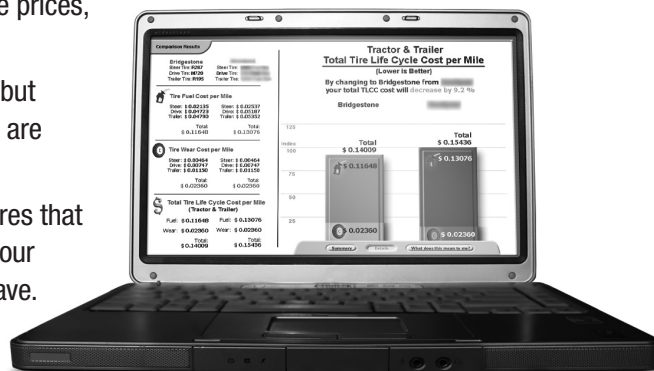 e prices,
but
are
res that
our
ave.
Comparison Results
Bridgestone
Steer Tire: R287 Steer Tire:
Drive Tire: M720 Drive Tire:
Trailer Tire: R195 Trailer Tire:
Tire Fuel Cost per Mile
Steer: $ 0.02135 Steer: $ 0.02537
Drive: $ 0.04723 Drive: $ 0.05187
Trailer: $ 0.04790 Trailer: $ 0.05352
Total: Total:
$ 0.11648 $ 0.13076
Tire Wear Cost per Mile
Steer: $ 0.00464 Steer: $ 0.00464
Drive: $ 0.00747 Drive: $ 0.00747
Trailer: $ 0.01150 Trailer: $ 0.01150
Total: Total:
$ 0.02360 $ 0.02360
Total Tire Life Cycle Cost per Mile
(Tractor & Trailer)
Fuel: $ 0.11648 Fuel: $ 0.13076
Wear: $ 0.02360 Wear: $ 0.02360
Total: Total:
$ 0.14009 $ 0.15436
Tractor & Trailer
Total Tire Life Cycle Cost per Mile
(Lower is Better)
By changing to Bridgestone from
your total TLCC cost will decrease by 9.2 %
Bridgestone
125
index
100
75
50
25
Total
$ 0.14009
$ 0.11648
$ 0.02360
Total
$ 0.15436
$ 0.13076
$ 0.02360
Summary Details What does this mean to me?